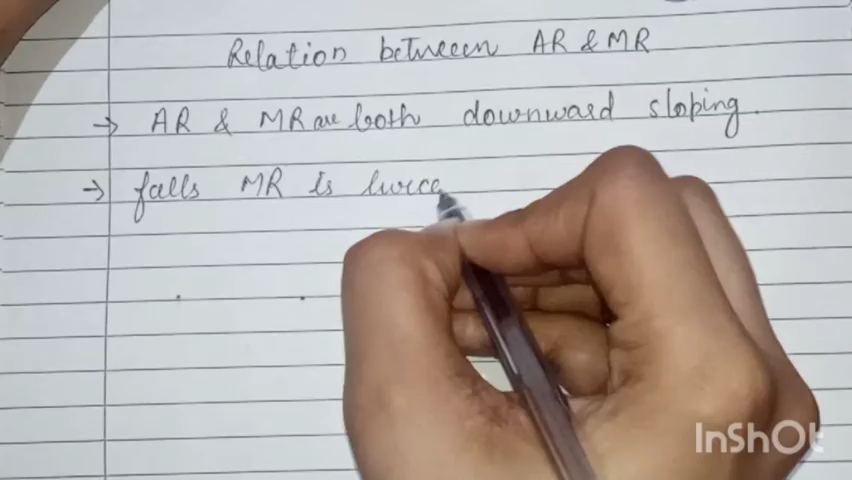 Relation between AR & MR
→ AR & MR are both downward sloping.
→ falls MR is twice
InShOt